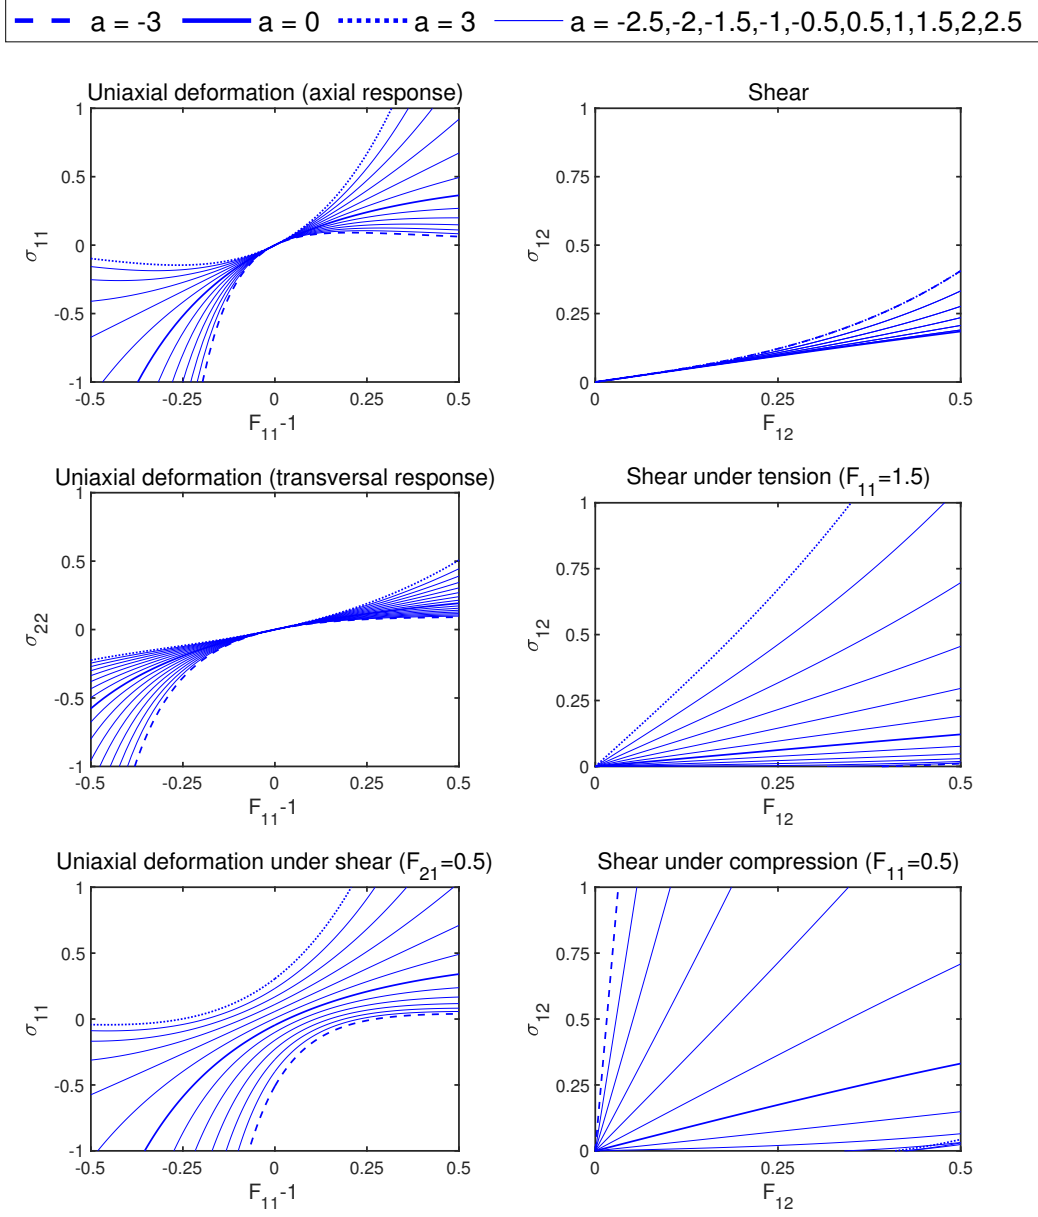 a = -3 a = 0 a = 3 a = -2.5,-2,-1.5,-1,-0.5,0.5,1,1.5,2,2.5
Uniaxial deformation (axial response)
1
0.5
0
-0.5
-1
σ11
-0.5 -0.25 0 0.25 0.5
F11-1
Shear
1
0.75
0.5
0.25
0
σ12
0 0.25 0.5
F12
Uniaxial deformation (transversal response)
1
0.5
0
-0.5
-1
σ22
-0.5 -0.25 0 0.25 0.5
F11-1
Shear under tension (F11=1.5)
1
0.75
0.5
0.25
0
σ12
0 0.25 0.5
F12
Uniaxial deformation under shear (F21=0.5)
1
0.5
0
-0.5
-1
σ11
-0.5 -0.25 0 0.25 0.5
F11-1
Shear under compression (F11=0.5)
1
0.75
0.5
0.25
0
σ12
0 0.25 0.5
F12